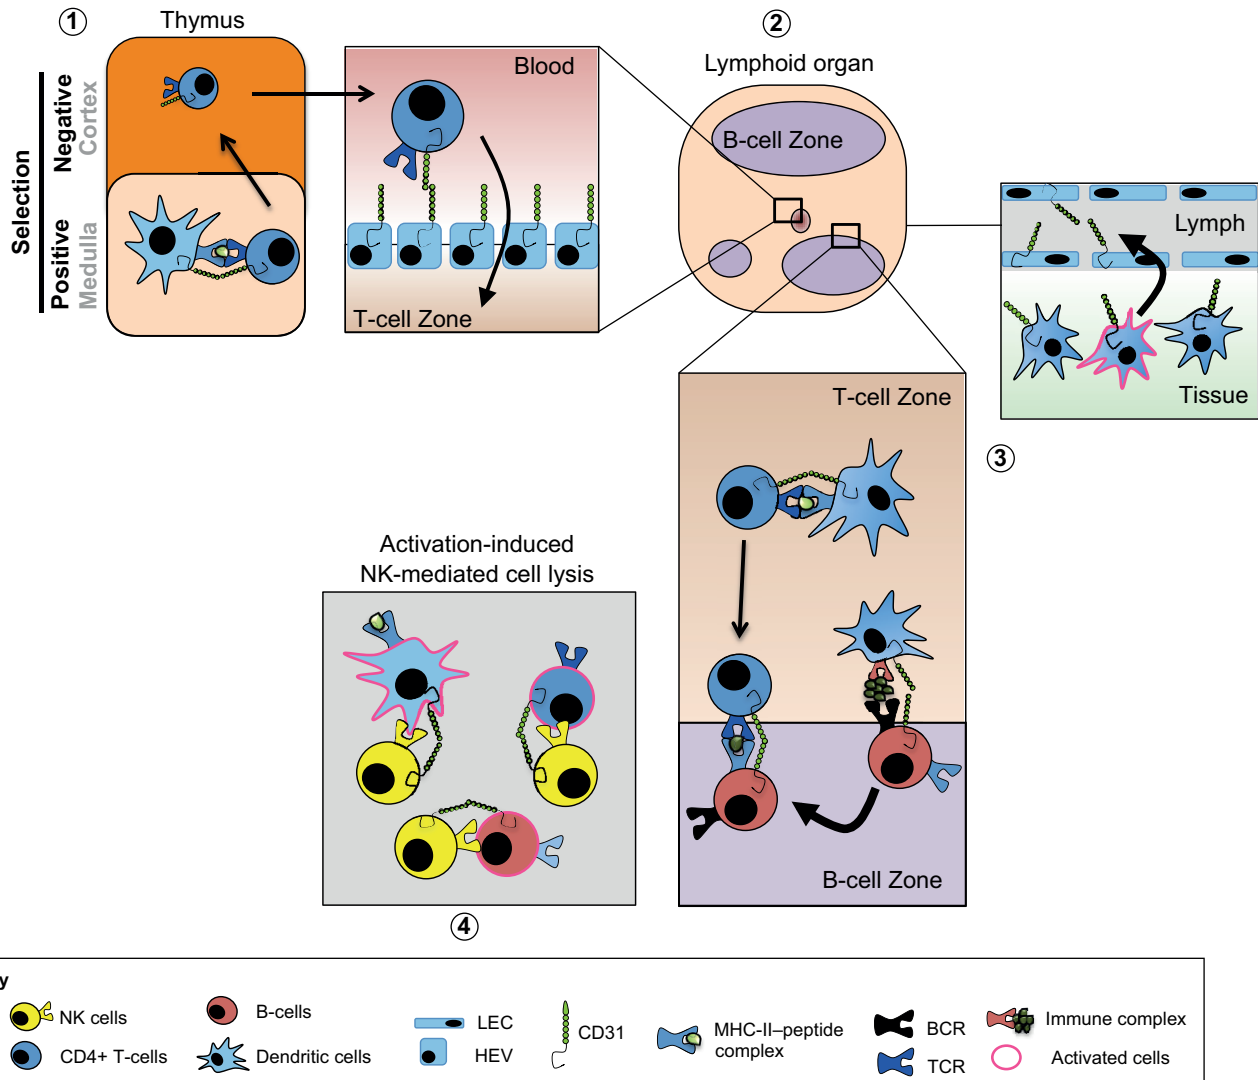 1
Thymus
Selection
Negative
Cortex
Positive
Medulla
Blood
T-cell Zone
2
Lymphoid organ
B-cell Zone
Lymph
Tissue
3
T-cell Zone
B-cell Zone
Activation-induced
NK-mediated cell lysis
4
y
NK cells
CD4+ T-cells
B-cells
Dendritic cells
LEC
HEV
CD31
MHC-II–peptide
complex
BCR
TCR
Immune complex
Activated cells